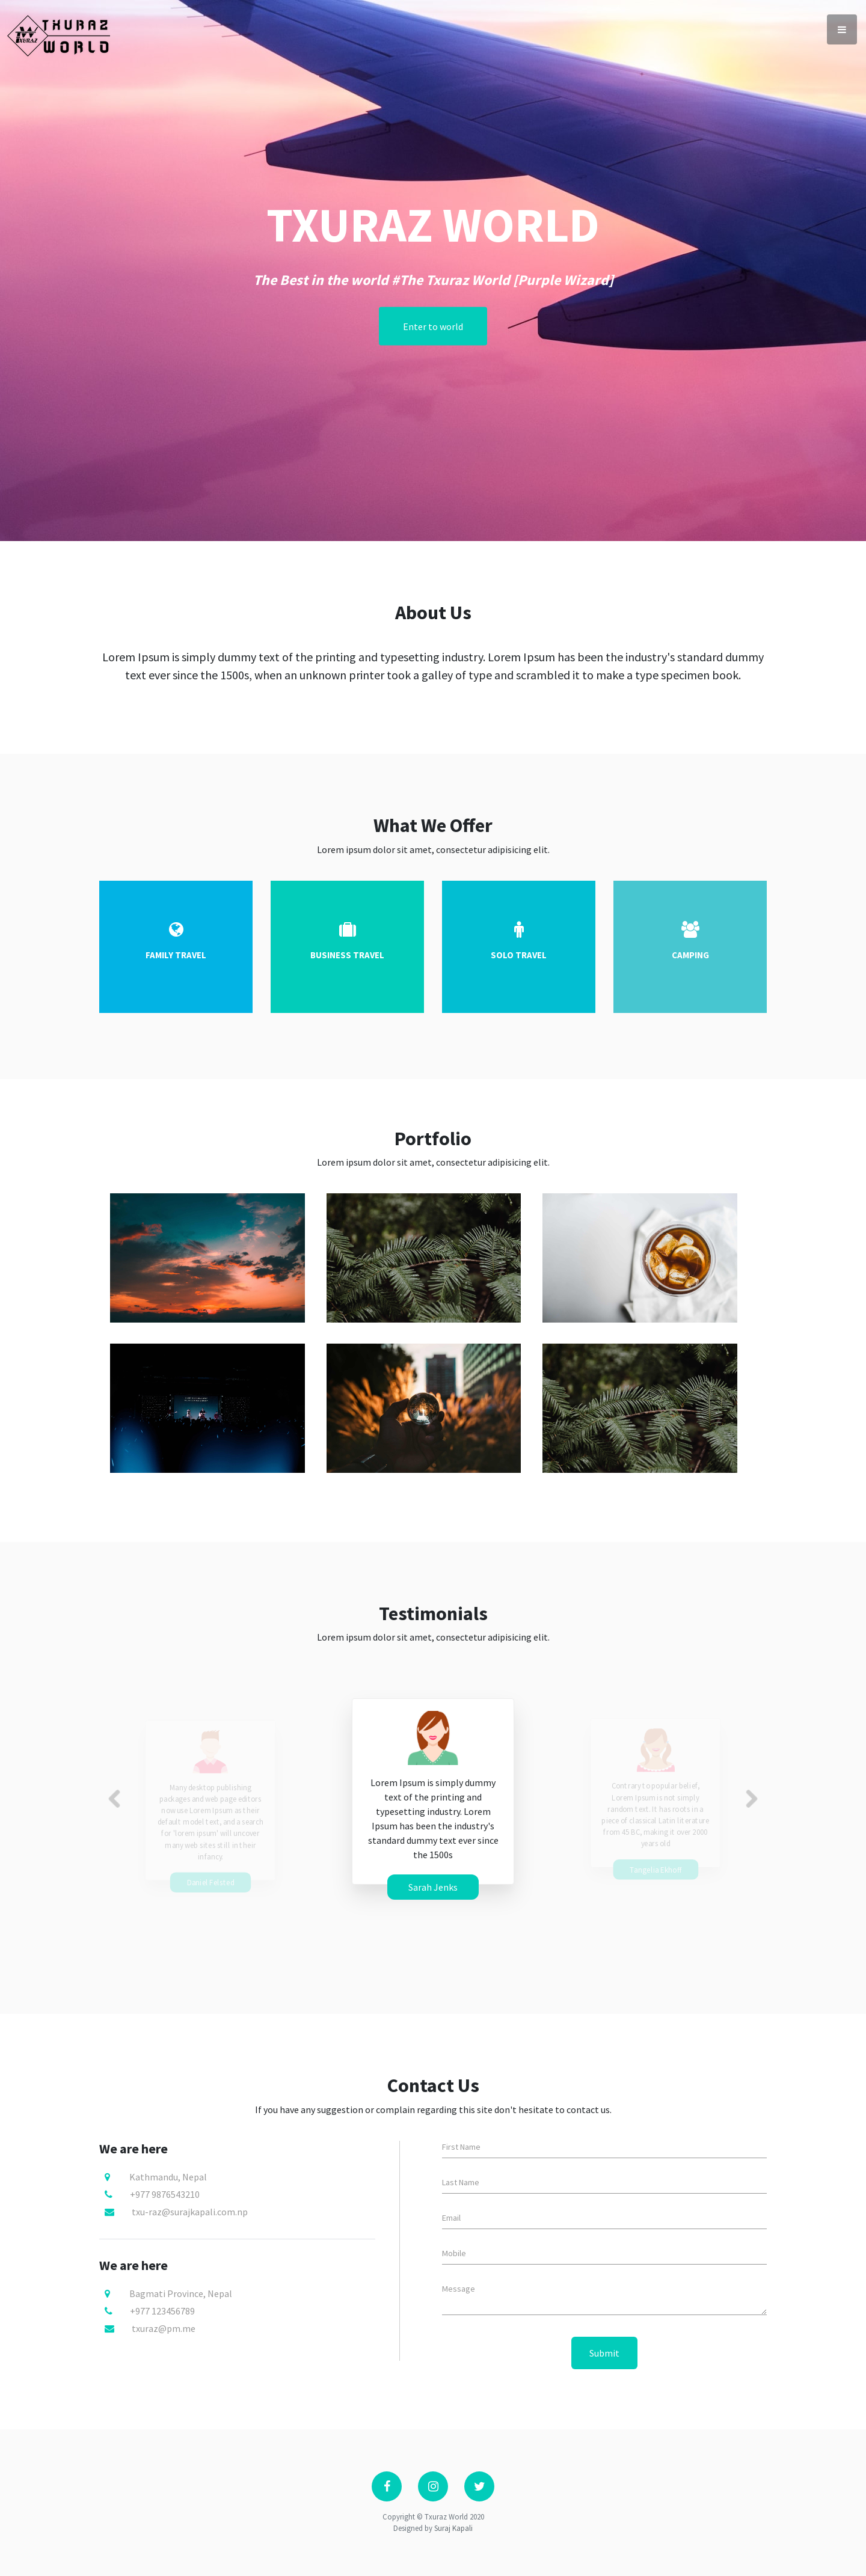 TXURAZ
WORLD
TXURAZ
TXURAZ WORLD
The Best in the world #The Txuraz World [Purple Wizard]
Enter to world
About Us
Lorem Ipsum is simply dummy text of the printing and typesetting industry. Lorem Ipsum has been the industry's standard dummy
text ever since the 1500s, when an unknown printer took a galley of type and scrambled it to make a type specimen book.
What We Offer
Lorem ipsum dolor sit amet, consectetur adipisicing elit.
FAMILY TRAVEL
BUSINESS TRAVEL
SOLO TRAVEL
CAMPING
Portfolio
Lorem ipsum dolor sit amet, consectetur adipisicing elit.
Testimonials
Lorem ipsum dolor sit amet, consectetur adipisicing elit.
Many desktop publishing
packages and web page editors
now use Lorem Ipsum as their
default model text, and a search
for 'lorem ipsum' will uncover
many web sites still in their
infancy.
Lorem Ipsum is simply dummy
text of the printing and
typesetting industry. Lorem
Ipsum has been the industry's
standard dummy text ever since
the 1500s
Sarah Jenks
Contrary to popular belief,
Lorem Ipsum is not simply
random text. It has roots in a
piece of classical Latin literature
from 45 BC, making it over 2000
years old
Contact Us
If you have any suggestion or complain regarding this site don't hesitate to contact us.
We are here
Kathmandu, Nepal
+977 9876543210
txu-raz@surajkapali.com.np
We are here
Bagmati Province, Nepal
+977 123456789
txuraz@pm.me
First Name
Last Name
Email
Mobile
Message
Submit
Copyright © Txuraz World 2020
Designed by Suraj Kapali